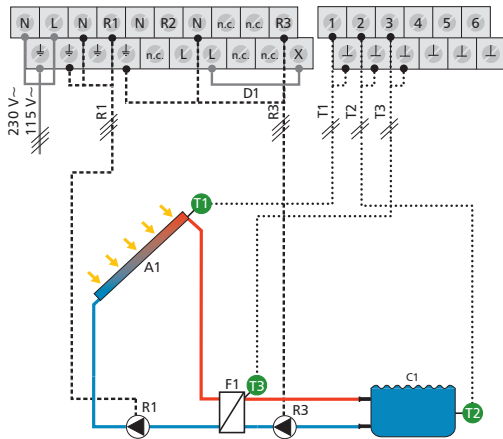 N L N R1 N R2 N n.c. n.c. R3
n.c. L L n.c. n.c. X
1 2 3 4 5 6
D1
230 V~
115 V~
R1
R3
T1
T2
T3
T1
A1
F1
T3
C1
T2
R1
R3